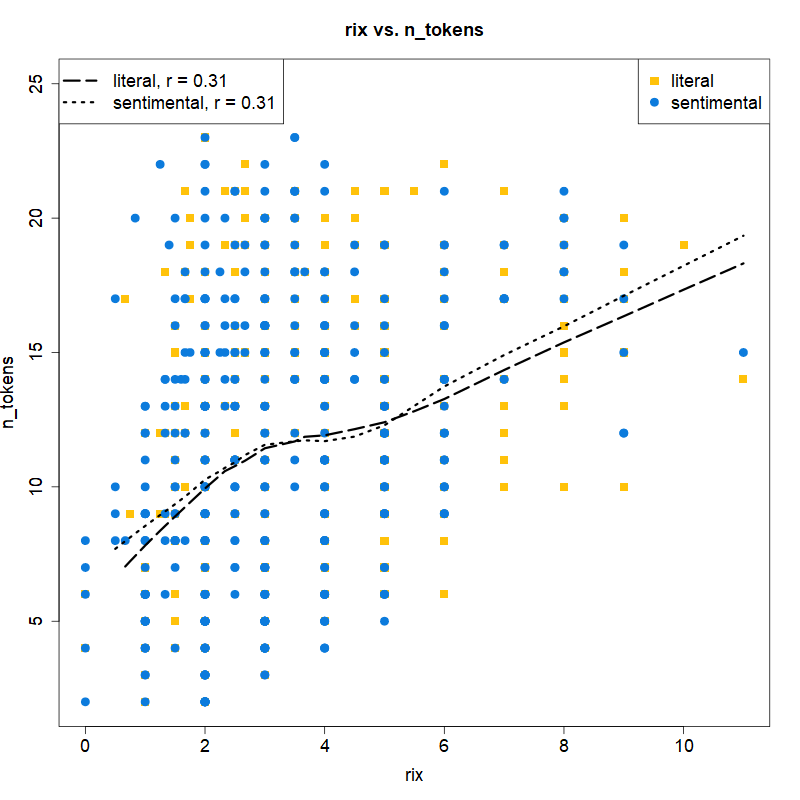 rix vs. n_tokens
literal, r = 0.31
sentimental, r = 0.31
literal
sentimental
n_tokens
25
20
15
10
5
0 2 4 6 8 10
rix